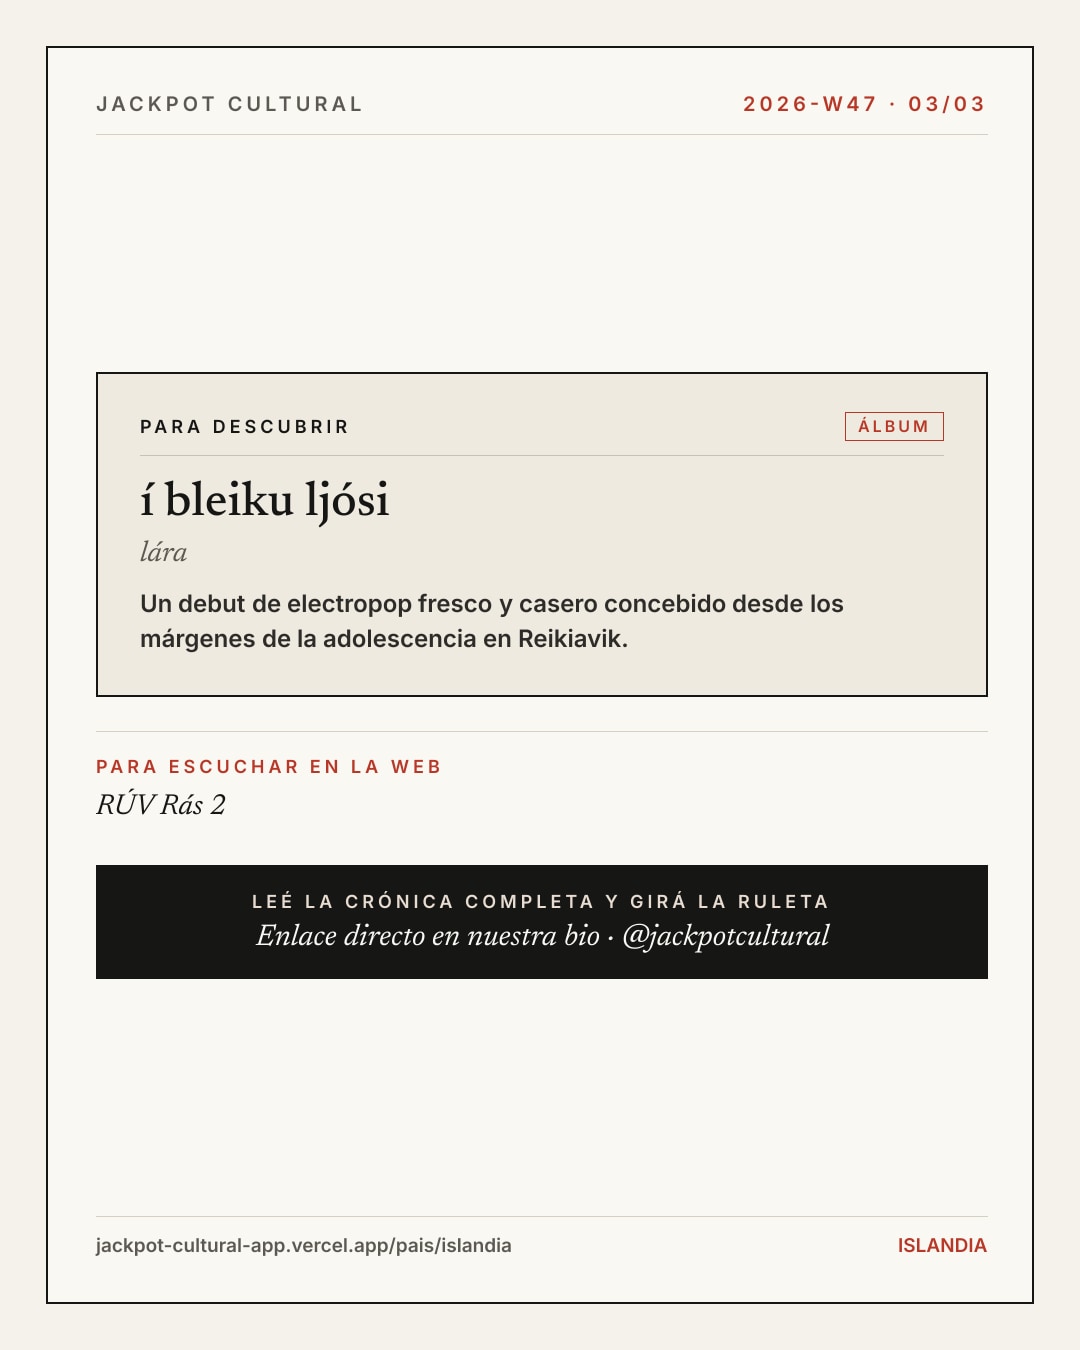 JACKPOT CULTURAL
2026-W47 · 03/03
PARA DESCUBRIR
ÁLBUM
í bleiku ljósi
lára
Un debut de electropop fresco y casero concebido desde los
márgenes de la adolescencia en Reikiavik.
PARA ESCUCHAR EN LA WEB
RÚV Rás 2
LEÉ LA CRÓNICA COMPLETA Y GIRÁ LA RULETA
Enlace directo en nuestra bio · @jackpotcultural
jackpot-cultural-app.vercel.app/pais/islandia
ISLANDIA